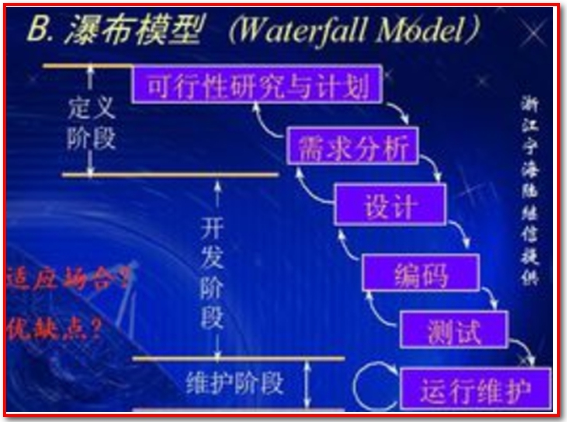 B. 瀑布模型 (Waterfall Model)
可行性研究与计划
定义
阶段
需求分析
设计
开发阶段
编码
适应场合?
优缺点?
测试
维护阶段
运行维护
浙江宁海陆继信提供